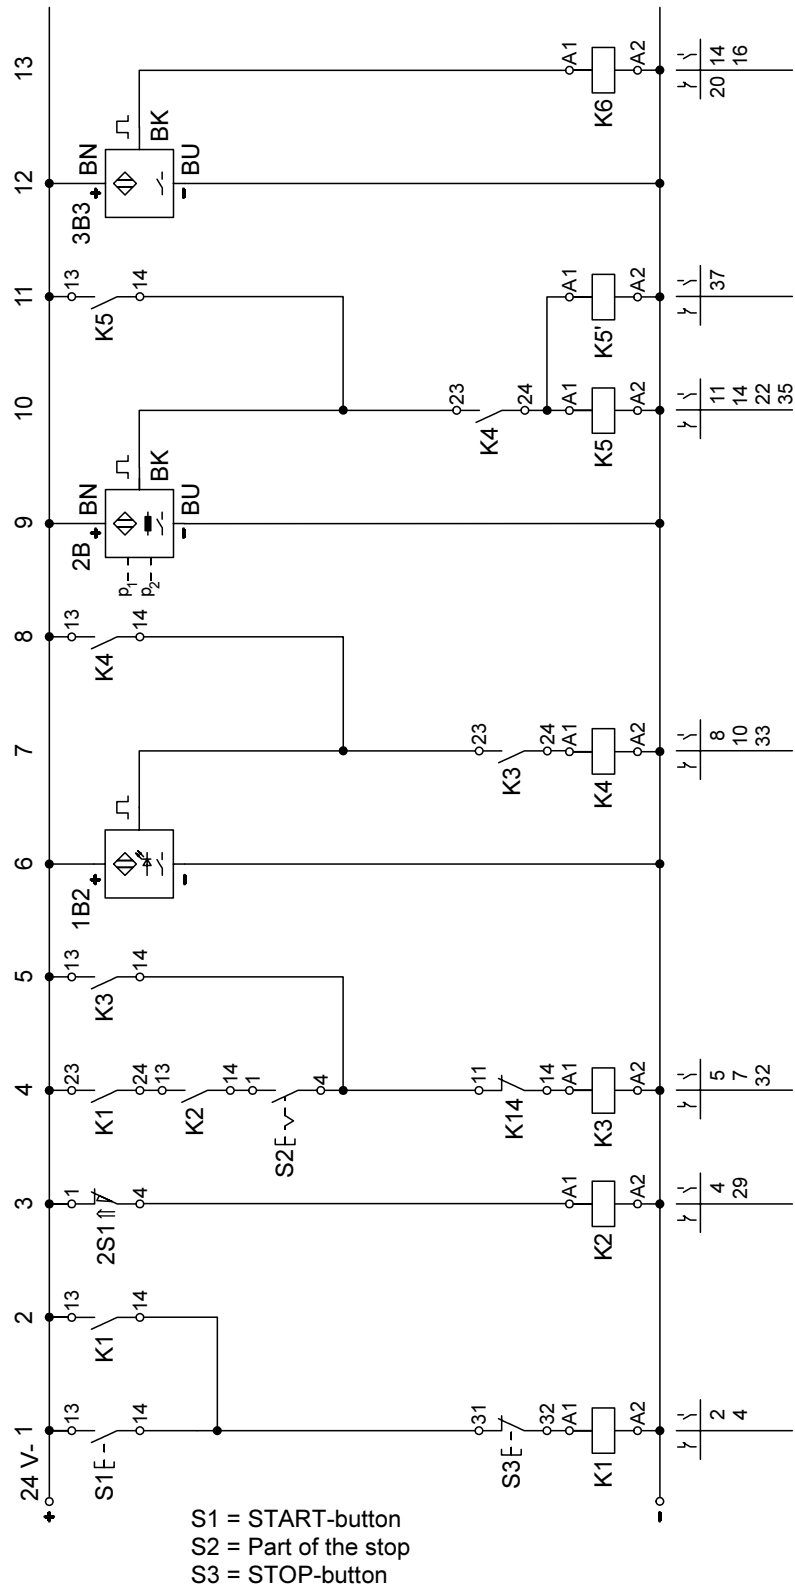 24 V-
1 2 3 4 5 6 7 8 9 10 11 12 13
+
S1 13 14
S3 31 32
K1 A1 A2
2
4
K1 13 14
2S1 1 4
K2 A1 A2
4
29
K1 23 24
K2 13 14
S2 1 4
K14 11 14
K3 A1 A2
5
7
32
K3 13 14
1B2 + -
K3 23 24
K4 A1 A2
8
10
33
K4 13 14
2B + BN
BK
- BU
p1
p2
K4 23 24
K5 A1 A2
11
14
22
35
K5 13 14
K5' A1 A2
37
3B3 + BN
BK
- BU
K6 A1 A2
20 14
16
-
S1 = START-button
S2 = Part of the stop
S3 = STOP-button